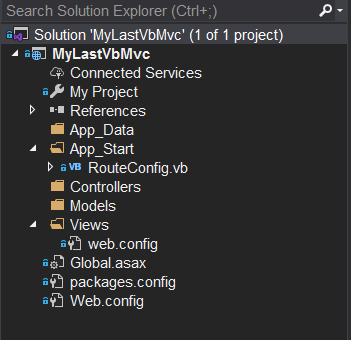 Search Solution Explorer (Ctrl+;)
Solution 'MyLastVbMvc' (1 of 1 project)
MyLastVbMvc
Connected Services
My Project
References
App_Data
App_Start
VB RouteConfig.vb
Controllers
Models
Views
web.config
Global.asax
packages.config
Web.config